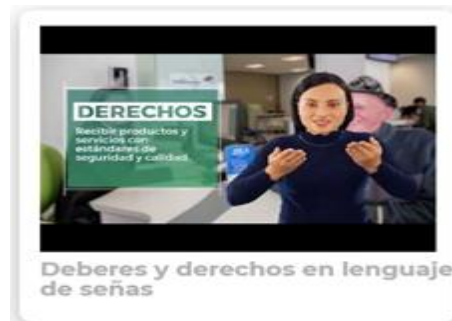 DERECHOS
Recibir productos y
servicios con
estándares de
seguridad y calidad
Deberes y derechos en lenguaje
de señas